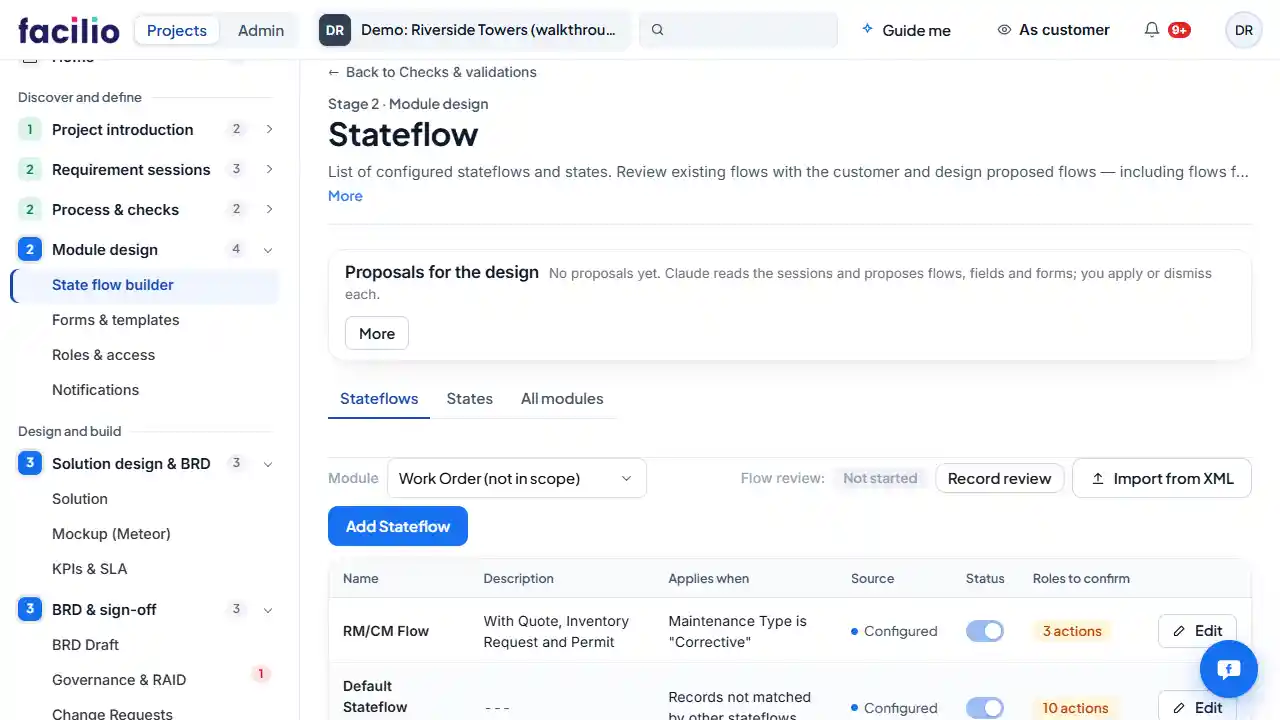 facilio
Projects
Admin
DR
Demo: Riverside Towers (walkthrou...
Guide me
As customer
9+
DR
Discover and define
1 Project introduction 2
2 Requirement sessions 3
2 Process & checks 2
2 Module design 4
State flow builder
Forms & templates
Roles & access
Notifications
Design and build
3 Solution design & BRD 3
Solution
Mockup (Meteor)
KPIs & SLA
3 BRD & sign-off 3
BRD Draft
Governance & RAID 1
Change Requests
← Back to Checks & validations
Stage 2 · Module design
Stateflow
List of configured stateflows and states. Review existing flows with the customer and design proposed flows — including flows f...
More
Proposals for the design No proposals yet. Claude reads the sessions and proposes flows, fields and forms; you apply or dismiss
each.
More
Stateflows States All modules
Module Work Order (not in scope) Flow review: Not started Record review Import from XML
Add Stateflow
Name Description Applies when Source Status Roles to confirm
RM/CM Flow
With Quote, Inventory
Request and Permit
Maintenance Type is
"Corrective"
Configured
3 actions
Edit
Default
Stateflow
---
Records not matched
by other stateflows
Configured
10 actions
Edit